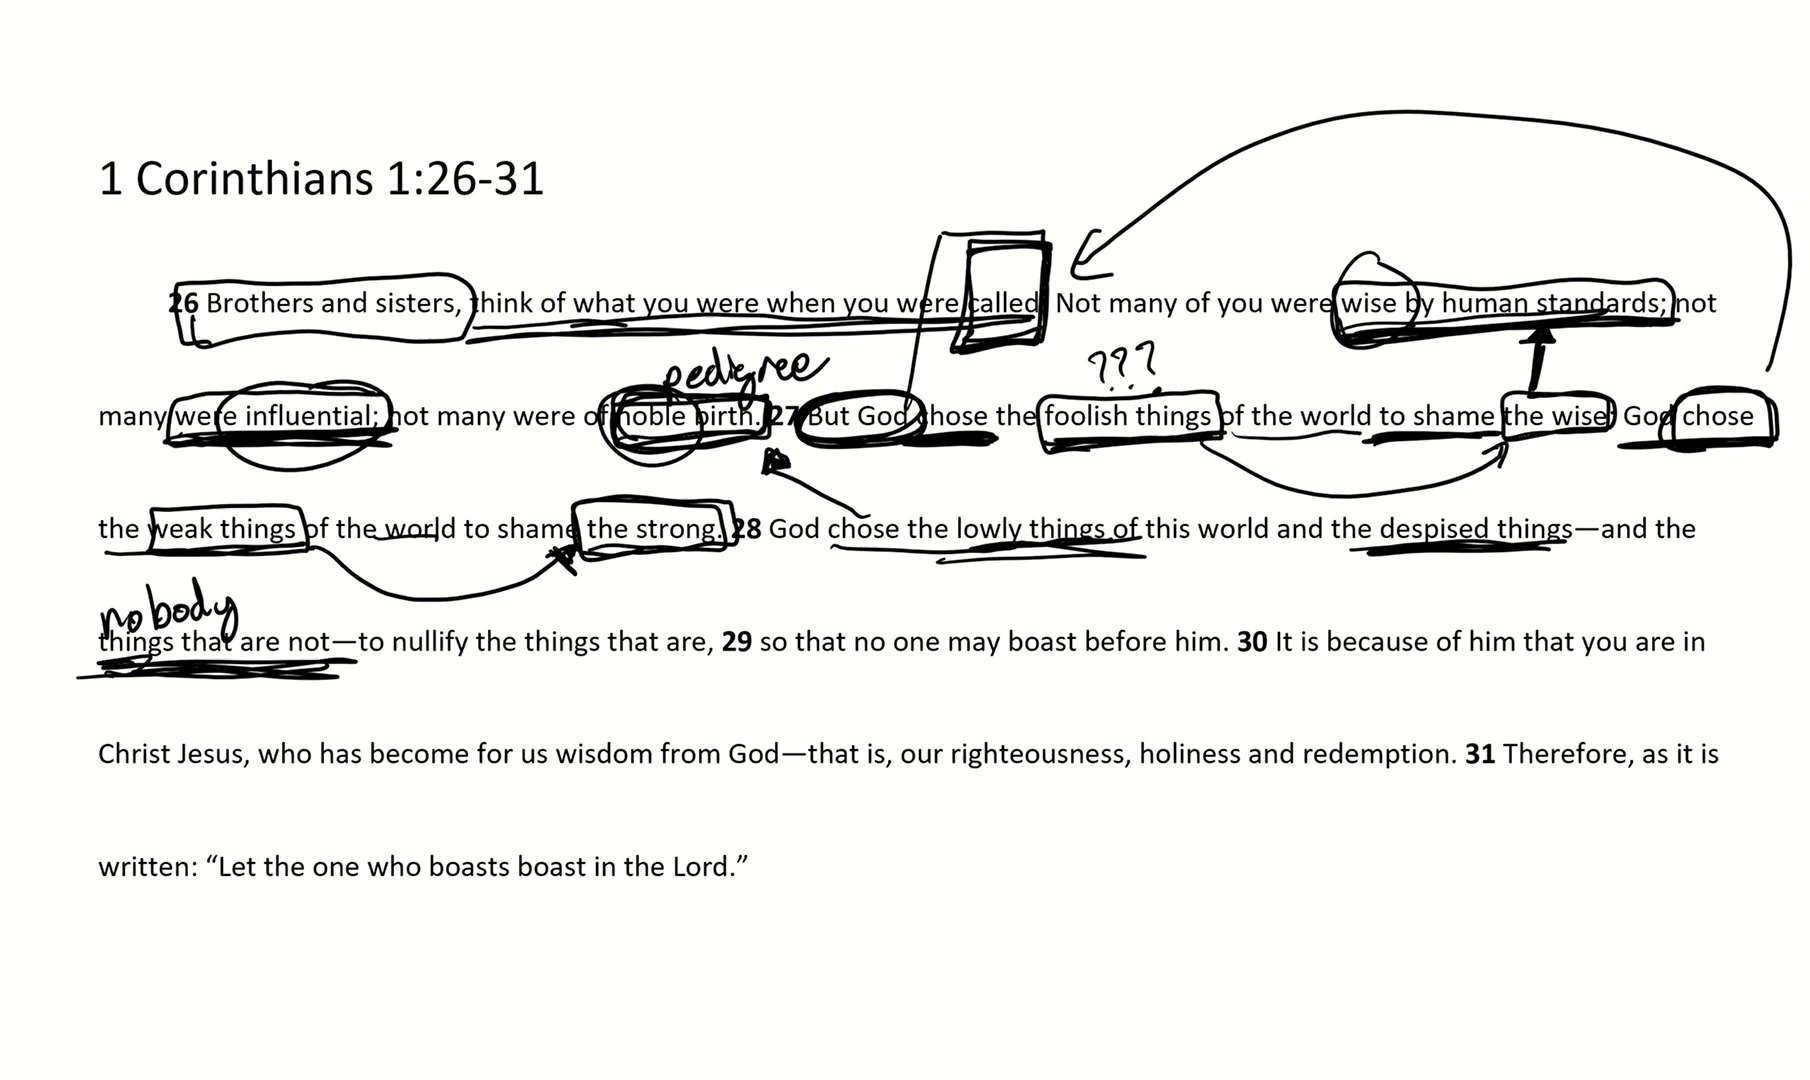 1 Corinthians 1:26-31
26 Brothers and sisters, think of what you were when you were called. Not many of you were wise by human standards; not
pedigree ???
many were influential; not many were of noble birth. 27 But God chose the foolish things of the world to shame the wise; God chose
the weak things of the world to shame the strong. 28 God chose the lowly things of this world and the despised things—and the
nobody
things that are not—to nullify the things that are, 29 so that no one may boast before him. 30 It is because of him that you are in
Christ Jesus, who has become for us wisdom from God—that is, our righteousness, holiness and redemption. 31 Therefore, as it is
written: “Let the one who boasts boast in the Lord.”